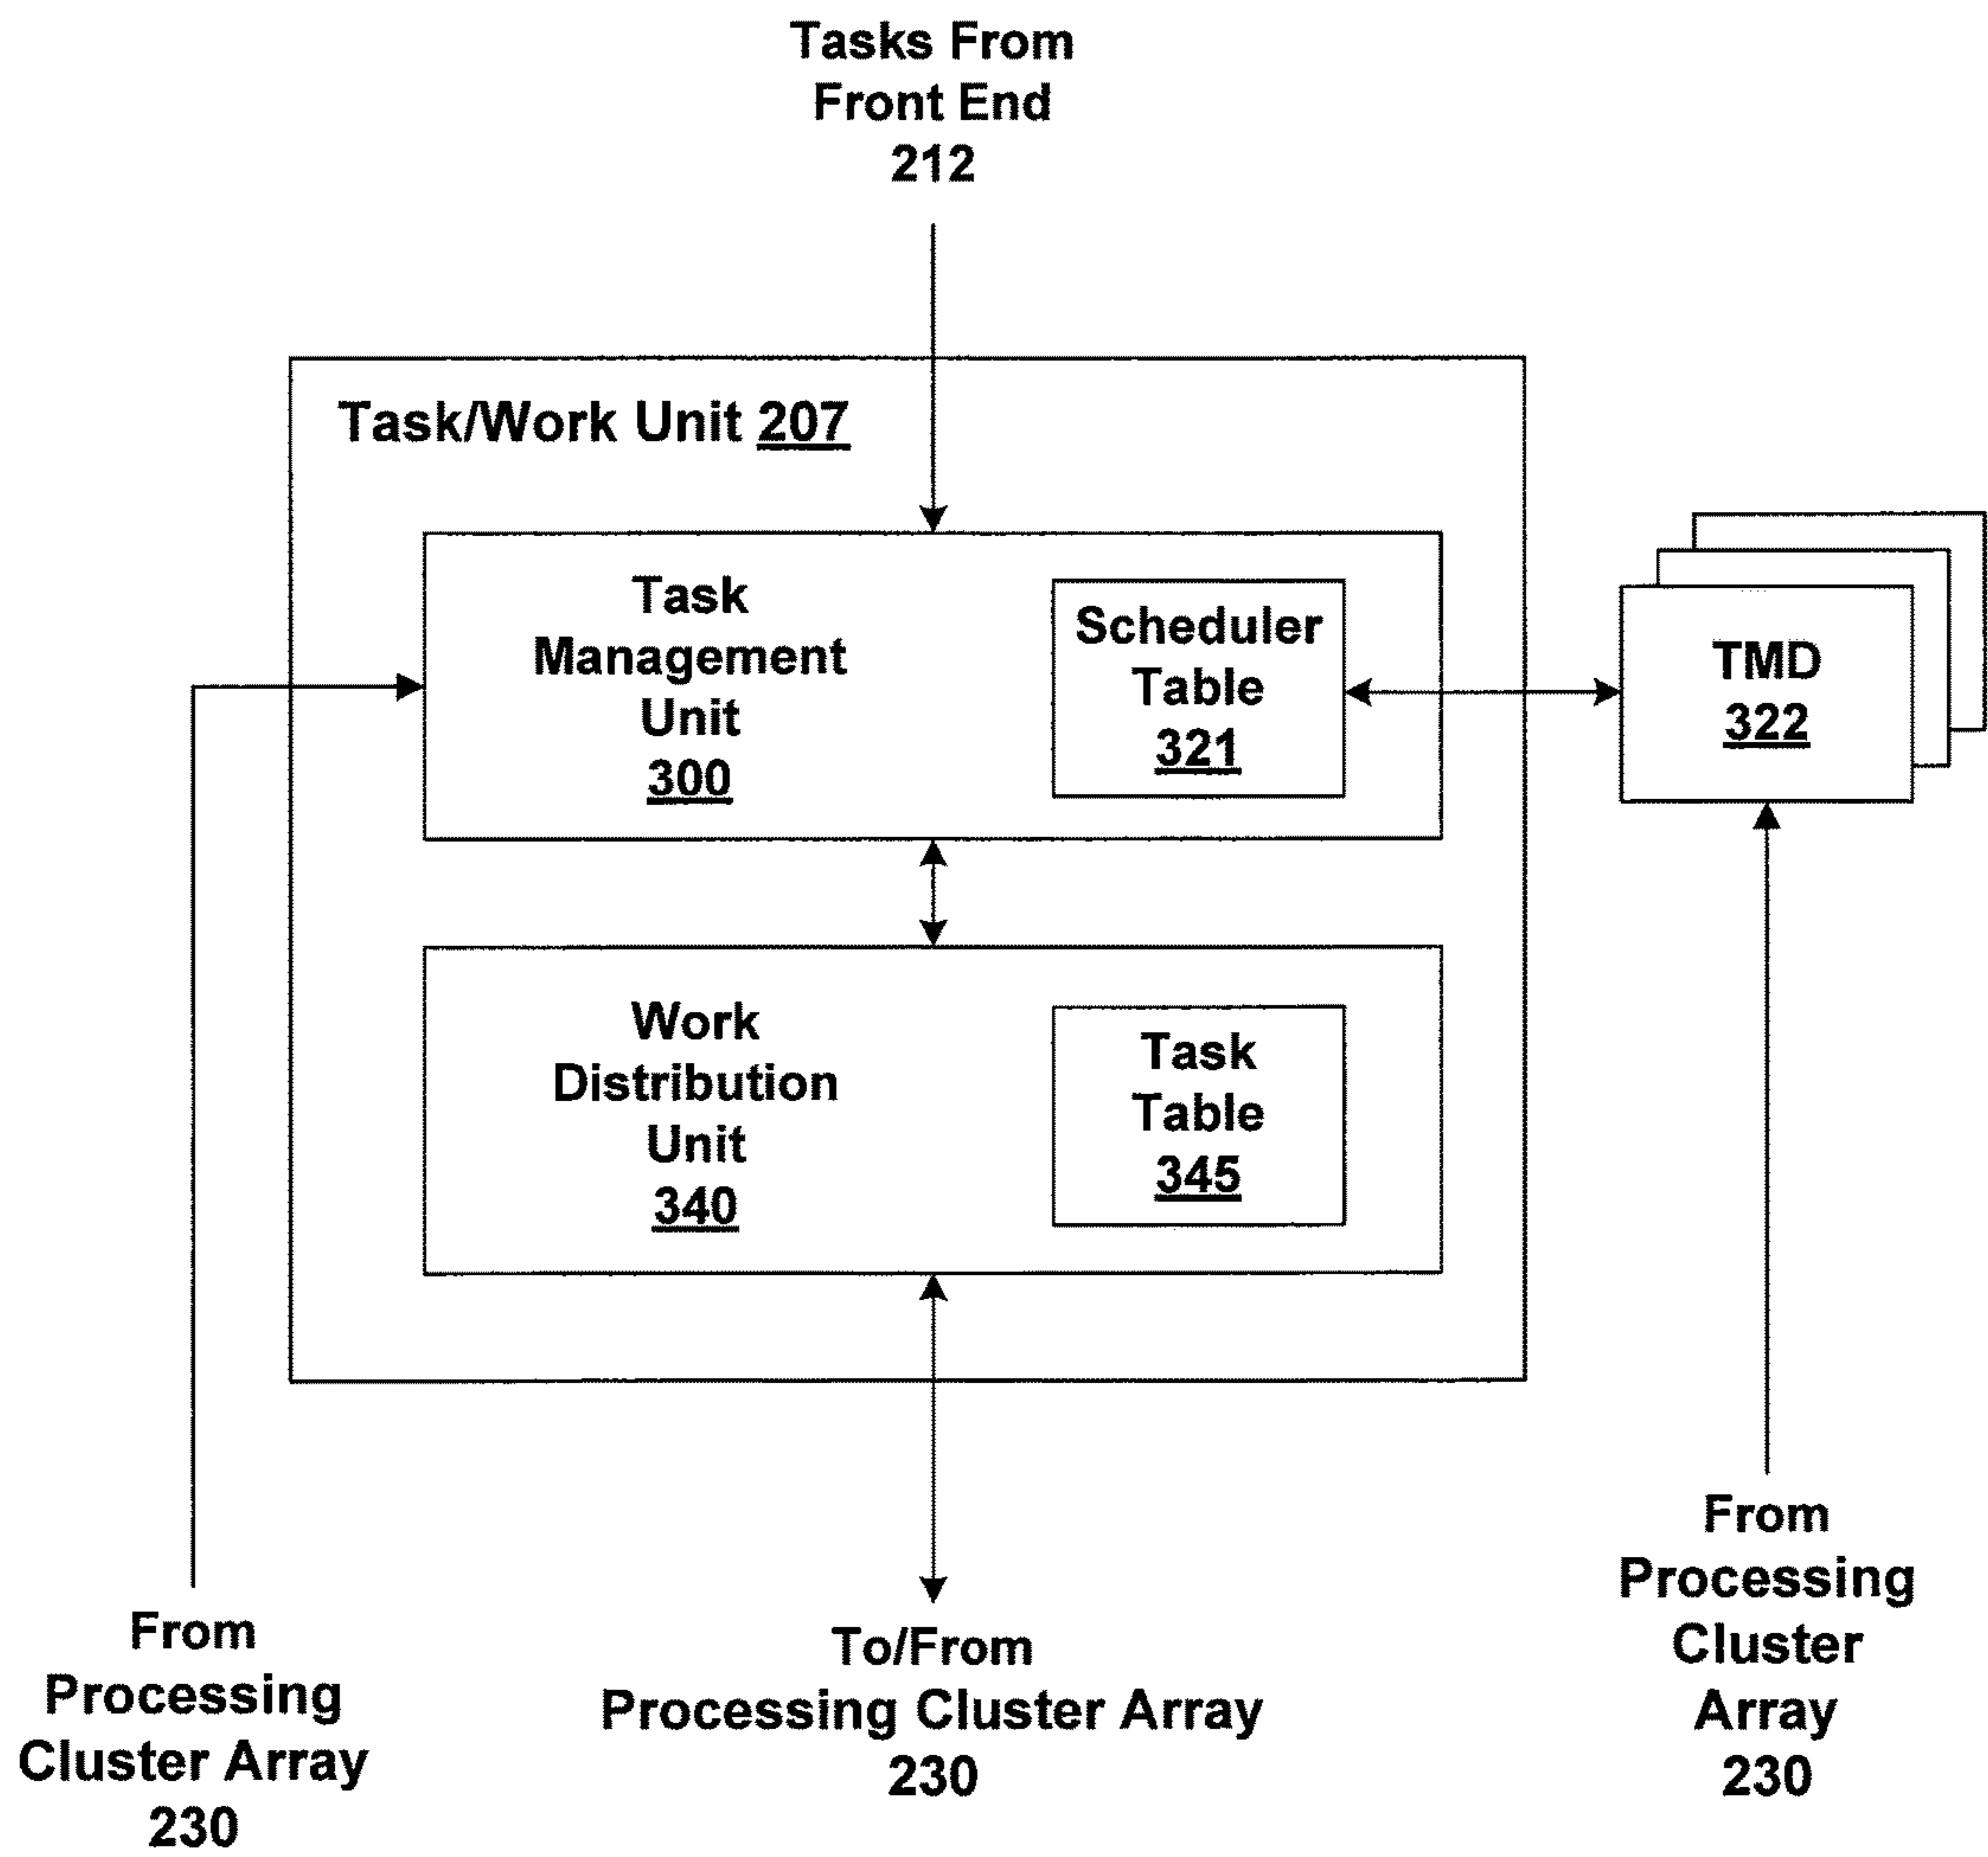 Tasks From
Front End
212
Task/Work Unit 207
Task
Management
Unit
300
Scheduler
Table
321
TMD
322
Work
Distribution
Unit
340
Task
Table
345
From
Processing
Cluster Array
230
To/From
Processing Cluster Array
230
From
Processing
Cluster
Array
230